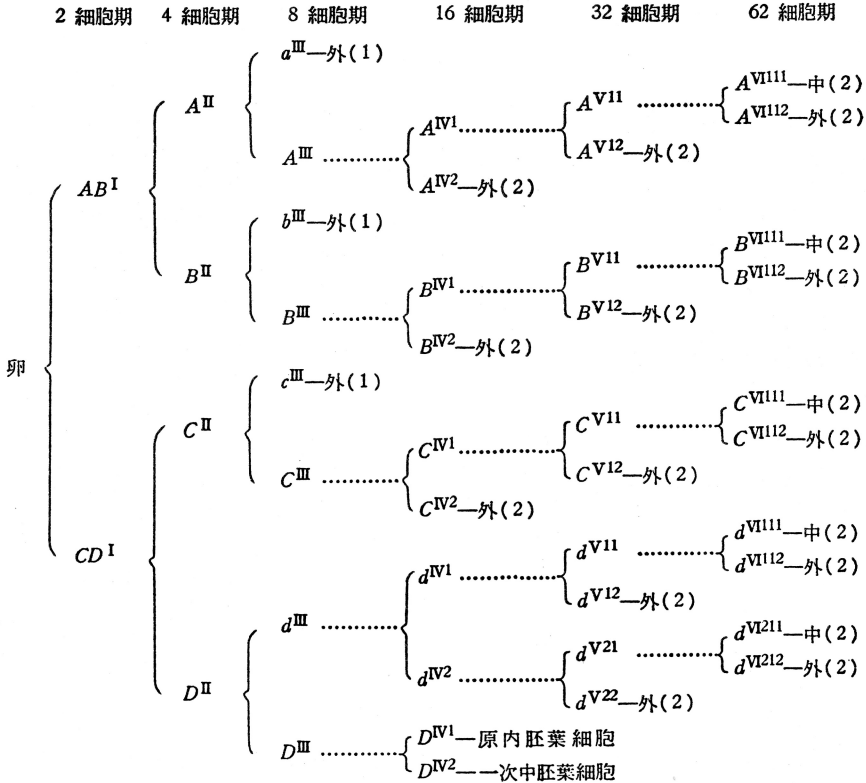 2 細胞期 4 細胞期 8 細胞期 16 細胞期 32 細胞期 62 細胞期
a^III—外(1)
A^VI111—中(2)
A^II
A^V11
A^VI112—外(2)
A^IV1
A^III
A^V12—外(2)
AB^I
A^IV2—外(2)
b^III—外(1)
B^VI111—中(2)
B^II
B^V11
B^VI112—外(2)
B^IV1
B^III
B^V12—外(2)
B^IV2—外(2)
卵
c^III—外(1)
C^VI111—中(2)
C^II
C^V11
C^VI112—外(2)
C^IV1
C^III
C^V12—外(2)
C^IV2—外(2)
d^VI111—中(2)
CD^I
d^V11
d^VI112—外(2)
d^IV1
d^V12—外(2)
d^III
d^VI211—中(2)
d^V21
d^VI212—外(2)
d^IV2
D^II
d^V22—外(2)
D^IV1—原内胚葉細胞
D^III
D^IV2—一次中胚葉細胞